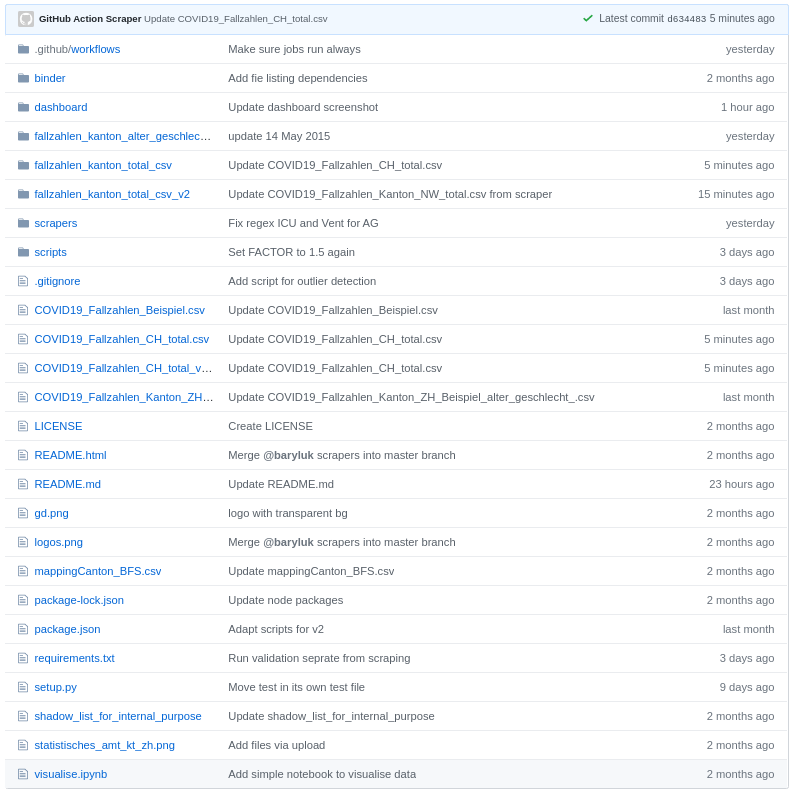 GitHub Action Scraper Update COVID19_Fallzahlen_CH_total.csv Latest commit d634483 5 minutes ago
.github/workflows Make sure jobs run always yesterday
binder Add fie listing dependencies 2 months ago
dashboard Update dashboard screenshot 1 hour ago
fallzahlen_kanton_alter_geschlec… update 14 May 2015 yesterday
fallzahlen_kanton_total_csv Update COVID19_Fallzahlen_CH_total.csv 5 minutes ago
fallzahlen_kanton_total_csv_v2 Update COVID19_Fallzahlen_Kanton_NW_total.csv from scraper 15 minutes ago
scrapers Fix regex ICU and Vent for AG yesterday
scripts Set FACTOR to 1.5 again 3 days ago
.gitignore Add script for outlier detection 3 days ago
COVID19_Fallzahlen_Beispiel.csv Update COVID19_Fallzahlen_Beispiel.csv last month
COVID19_Fallzahlen_CH_total.csv Update COVID19_Fallzahlen_CH_total.csv 5 minutes ago
COVID19_Fallzahlen_CH_total_v… Update COVID19_Fallzahlen_CH_total.csv 5 minutes ago
COVID19_Fallzahlen_Kanton_ZH… Update COVID19_Fallzahlen_Kanton_ZH_Beispiel_alter_geschlecht_.csv last month
LICENSE Create LICENSE 2 months ago
README.html Merge @baryluk scrapers into master branch 2 months ago
README.md Update README.md 23 hours ago
gd.png logo with transparent bg 2 months ago
logos.png Merge @baryluk scrapers into master branch 2 months ago
mappingCanton_BFS.csv Update mappingCanton_BFS.csv 2 months ago
package-lock.json Update node packages 2 months ago
package.json Adapt scripts for v2 last month
requirements.txt Run validation seprate from scraping 3 days ago
setup.py Move test in its own test file 9 days ago
shadow_list_for_internal_purpose Update shadow_list_for_internal_purpose 2 months ago
statistisches_amt_kt_zh.png Add files via upload 2 months ago
visualise.ipynb Add simple notebook to visualise data 2 months ago